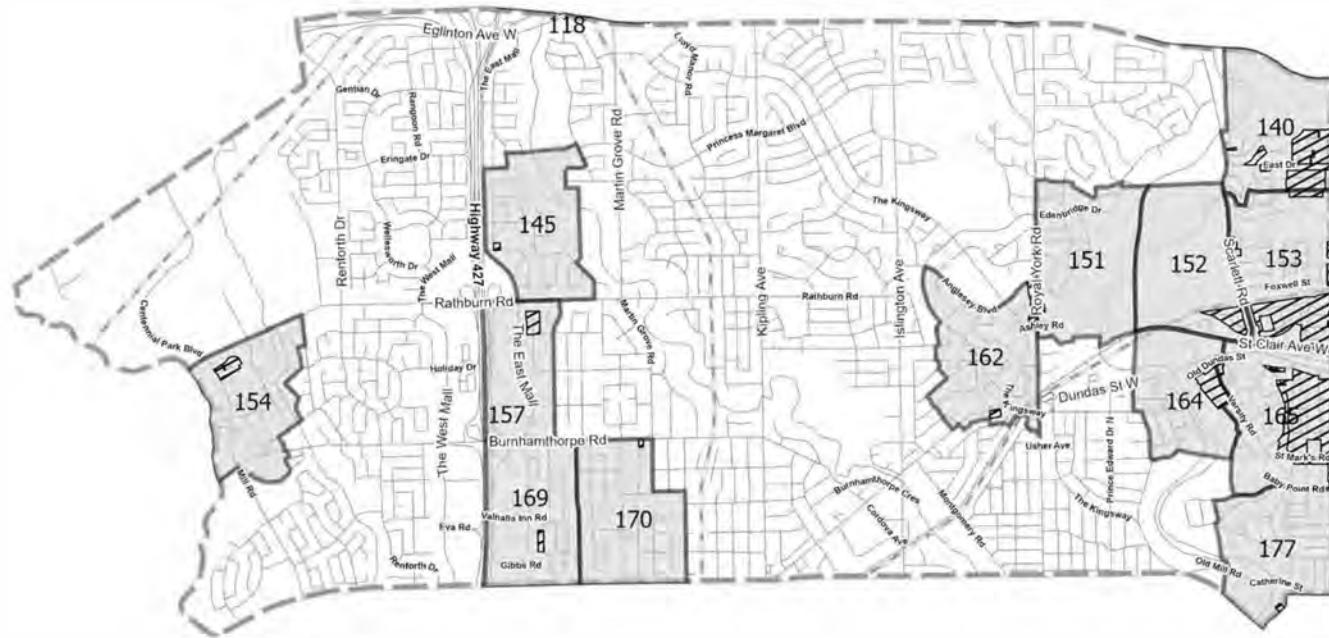 118
Eglinton Ave W
The East Mall
Lloyd Manor Rd
Gentian Dr
Rangoon Rd
Martin Grove Rd
Princess Margaret Blvd
140
East Dr
Eringate Dr
The Kingsway
Edenbridge Dr
145
Highway 427
Renforth Dr
Wellesworth Dr
The West Mall
Royal York Rd
151
152
Scarlett Rd
153
Foxwell St
Rathburn Rd
Kipling Ave
Rathburn Rd
Islington Ave
Anglesey Blvd
Ashley Rd
Centennial Park Blvd
The East Mall
Martin Grove Rd
162
St Clair Ave W
Old Dundas St
Holiday Dr
154
The West Mall
157
The Kingsway
Dundas St W
164
Varsity Rd
165
Burnhamthorpe Rd
Usher Ave
Prince Edward Dr N
St Mark's Rd
Mill Rd
Burnhamthorpe Cres
Baby Point Rd
169
Valhalla Inn Rd
170
Eva Rd
Cordova Ave
Montgomery Rd
The Kingsway
Renforth Dr
Gibbs Rd
Old Mill Rd
177
Catherine St